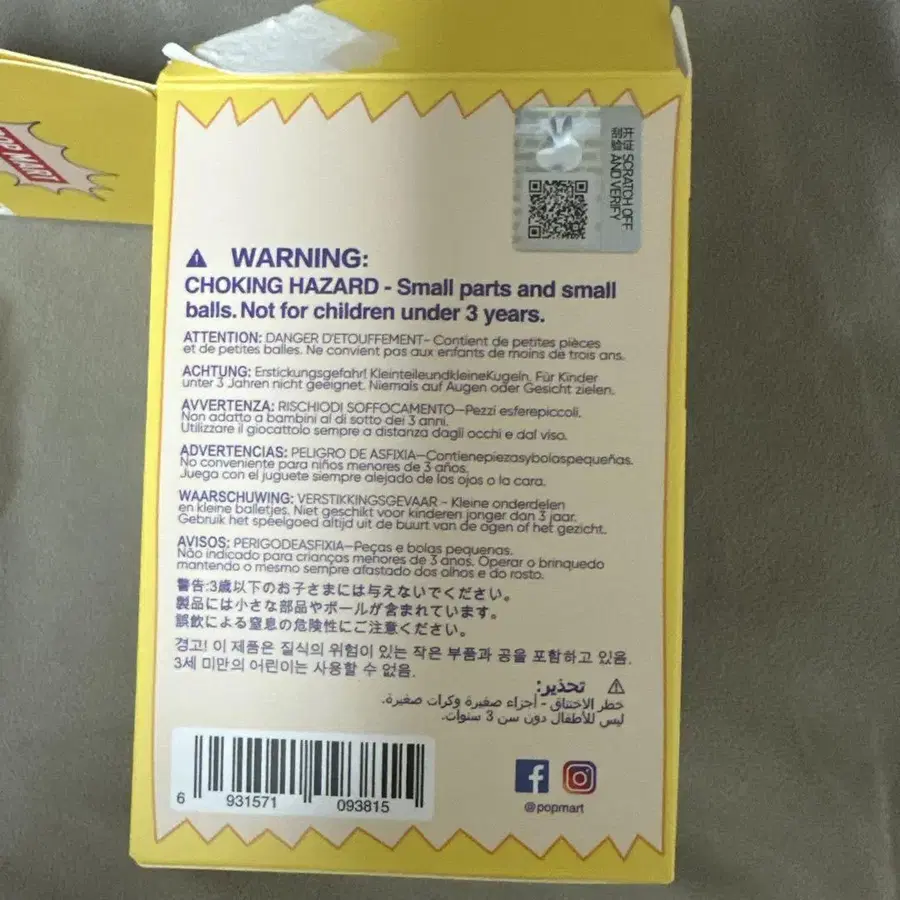 POP MART
开盒 SCRATCH OFF
刮验 AND VERIFY
WARNING:
CHOKING HAZARD - Small parts and small
balls. Not for children under 3 years.
ATTENTION: DANGER D'ETOUFFEMENT- Contient de petites pièces
et de petites balles. Ne convient pas aux enfants de moins de trois ans.
ACHTUNG: Erstickungsgefahr! KleinteileundkleineKugeln. Für Kinder
unter 3 Jahren nicht geeignet. Niemals auf Augen oder Gesicht zielen.
AVVERTENZA: RISCHIODI SOFFOCAMENTO—Pezzi esferepiccoli.
Non adatto a bambini al di sotto dei 3 anni.
Utilizzare il giocattolo sempre a distanza dagli occhi e dal viso.
ADVERTENCIAS: PELIGRO DE ASFIXIA—Contienepiezasybolaspequeñas.
No conveniente para niños menores de 3 años.
Juega con el juguete siempre alejado de los ojos o la cara.
WAARSCHUWING: VERSTIKKINGSGEVAAR - Kleine onderdelen
en kleine balletjes. Niet geschikt voor kinderen jonger dan 3 jaar.
Gebruik het speelgoed altijd uit de buurt van de ogen of het gezicht.
AVISOS: PERIGODEASFIXIA—Peças e bolas pequenas.
Não indicado para crianças menores de 3 anos. Operar o brinquedo
mantendo o mesmo sempre afastado dos olhos e do rosto.
警告:3歳以下のお子さまには与えないでください。
製品には小さな部品やボールが含まれています。
誤飲による窒息の危険性にご注意ください。
경고! 이 제품은 질식의 위험이 있는 작은 부품과 공을 포함하고 있음.
3세 미만의 어린이는 사용할 수 없음.
تحذير:
خطر الاختناق - أجزاء صغيرة وكرات صغيرة.
ليس للأطفال دون سن 3 سنوات.
6 931571 093815
@popmart